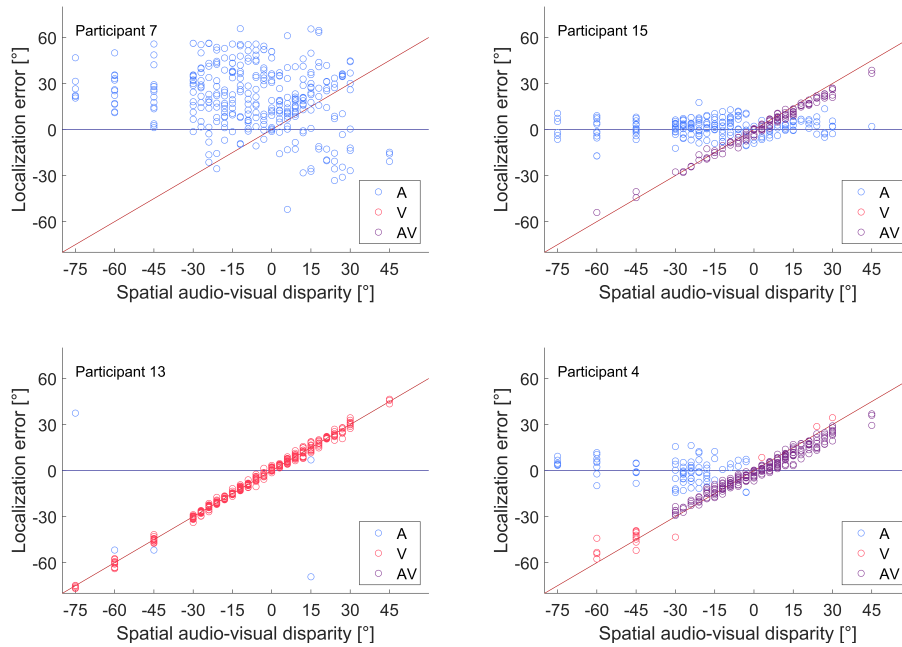 Participant 7
Localization error [°]
60
30
0
-30
-60
A
V
AV
-75 -60 -45 -30 -15 0 15 30 45
Spatial audio-visual disparity [°]
Participant 15
Localization error [°]
60
30
0
-30
-60
A
V
AV
-75 -60 -45 -30 -15 0 15 30 45
Spatial audio-visual disparity [°]
Participant 13
Localization error [°]
60
30
0
-30
-60
A
V
AV
-75 -60 -45 -30 -15 0 15 30 45
Spatial audio-visual disparity [°]
Participant 4
Localization error [°]
60
30
0
-30
-60
A
V
AV
-75 -60 -45 -30 -15 0 15 30 45
Spatial audio-visual disparity [°]